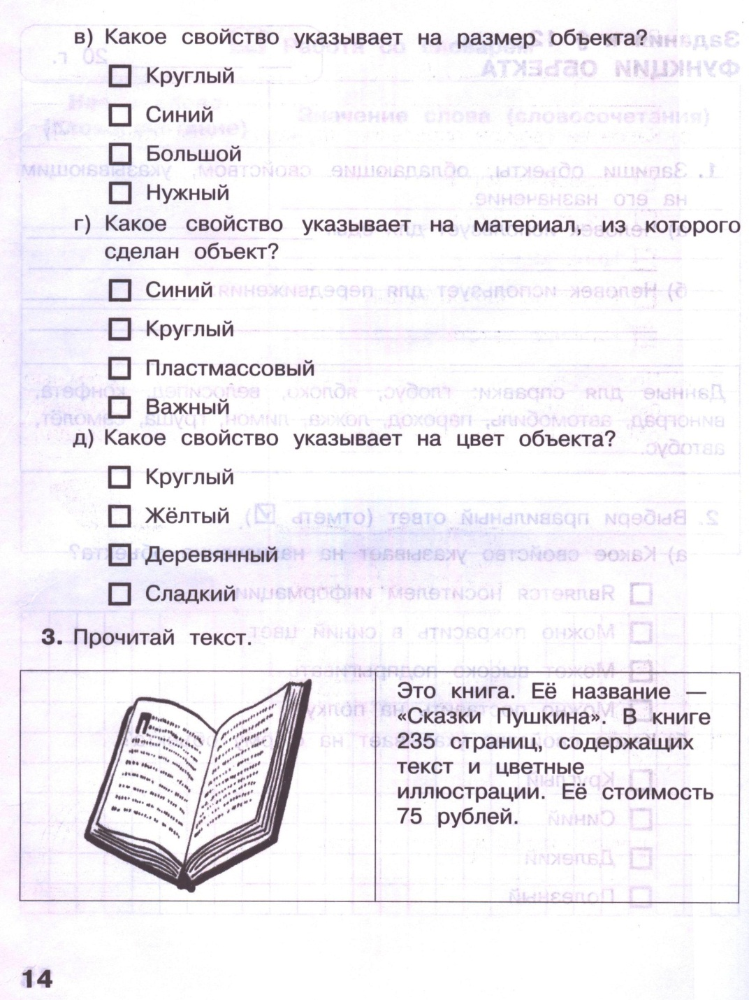 в) Какое свойство указывает на размер объекта?
Круглый
Синий
Большой
Нужный
г) Какое свойство указывает на материал, из которого
сделан объект?
Синий
Круглый
Пластмассовый
Важный
д) Какое свойство указывает на цвет объекта?
Круглый
Жёлтый
Деревянный
Сладкий
3. Прочитай текст.
П
Это книга. Её название —
«Сказки Пушкина». В книге
235 страниц, содержащих
текст и цветные
иллюстрации. Её стоимость
75 рублей.
14